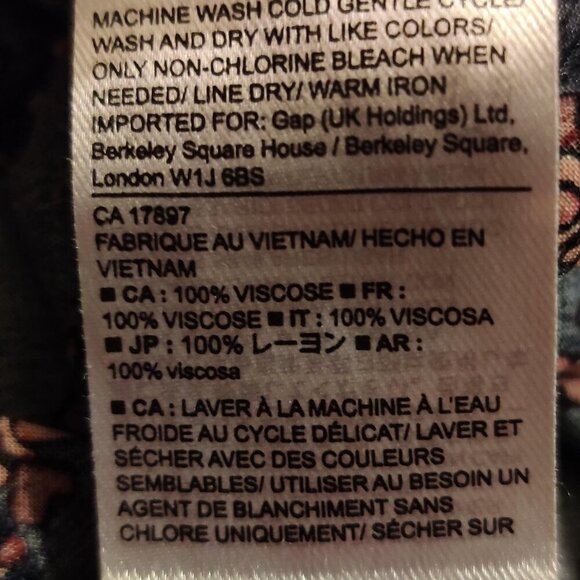 MACHINE WASH COLD GENTLE CYCLE/
WASH AND DRY WITH LIKE COLORS/
ONLY NON-CHLORINE BLEACH WHEN
NEEDED/ LINE DRY/ WARM IRON
IMPORTED FOR: Gap (UK Holdings) Ltd,
Berkeley Square House / Berkeley Square,
London W1J 6BS
CA 17897
FABRIQUE AU VIETNAM/ HECHO EN
VIETNAM
■ CA : 100% VISCOSE ■ FR :
100% VISCOSE ■ IT : 100% VISCOSA
■ JP : 100% レーヨン ■ AR :
100% viscosa
■ CA : LAVER À LA MACHINE À L'EAU
FROIDE AU CYCLE DÉLICAT/ LAVER ET
SÉCHER AVEC DES COULEURS
SEMBLABLES/ UTILISER AU BESOIN UN
AGENT DE BLANCHIMENT SANS
CHLORE UNIQUEMENT/ SÉCHER SUR